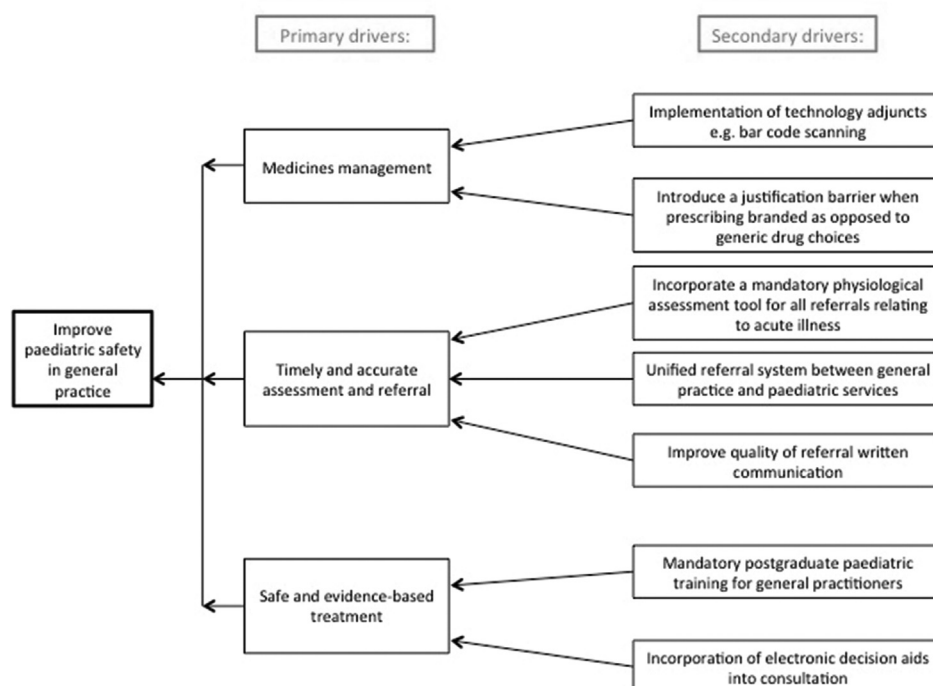 Primary drivers:
Secondary drivers:
Implementation of technology adjuncts
e.g. bar code scanning
Medicines management
Introduce a justification barrier when
prescribing branded as opposed to
generic drug choices
Incorporate a mandatory physiological
assessment tool for all referrals relating
to acute illness
Improve
paediatric safety
in general
practice
Timely and accurate
assessment and referral
Unified referral system between general
practice and paediatric services
Improve quality of referral written
communication
Mandatory postgraduate paediatric
training for general practitioners
Safe and evidence-based
treatment
Incorporation of electronic decision aids
into consultation